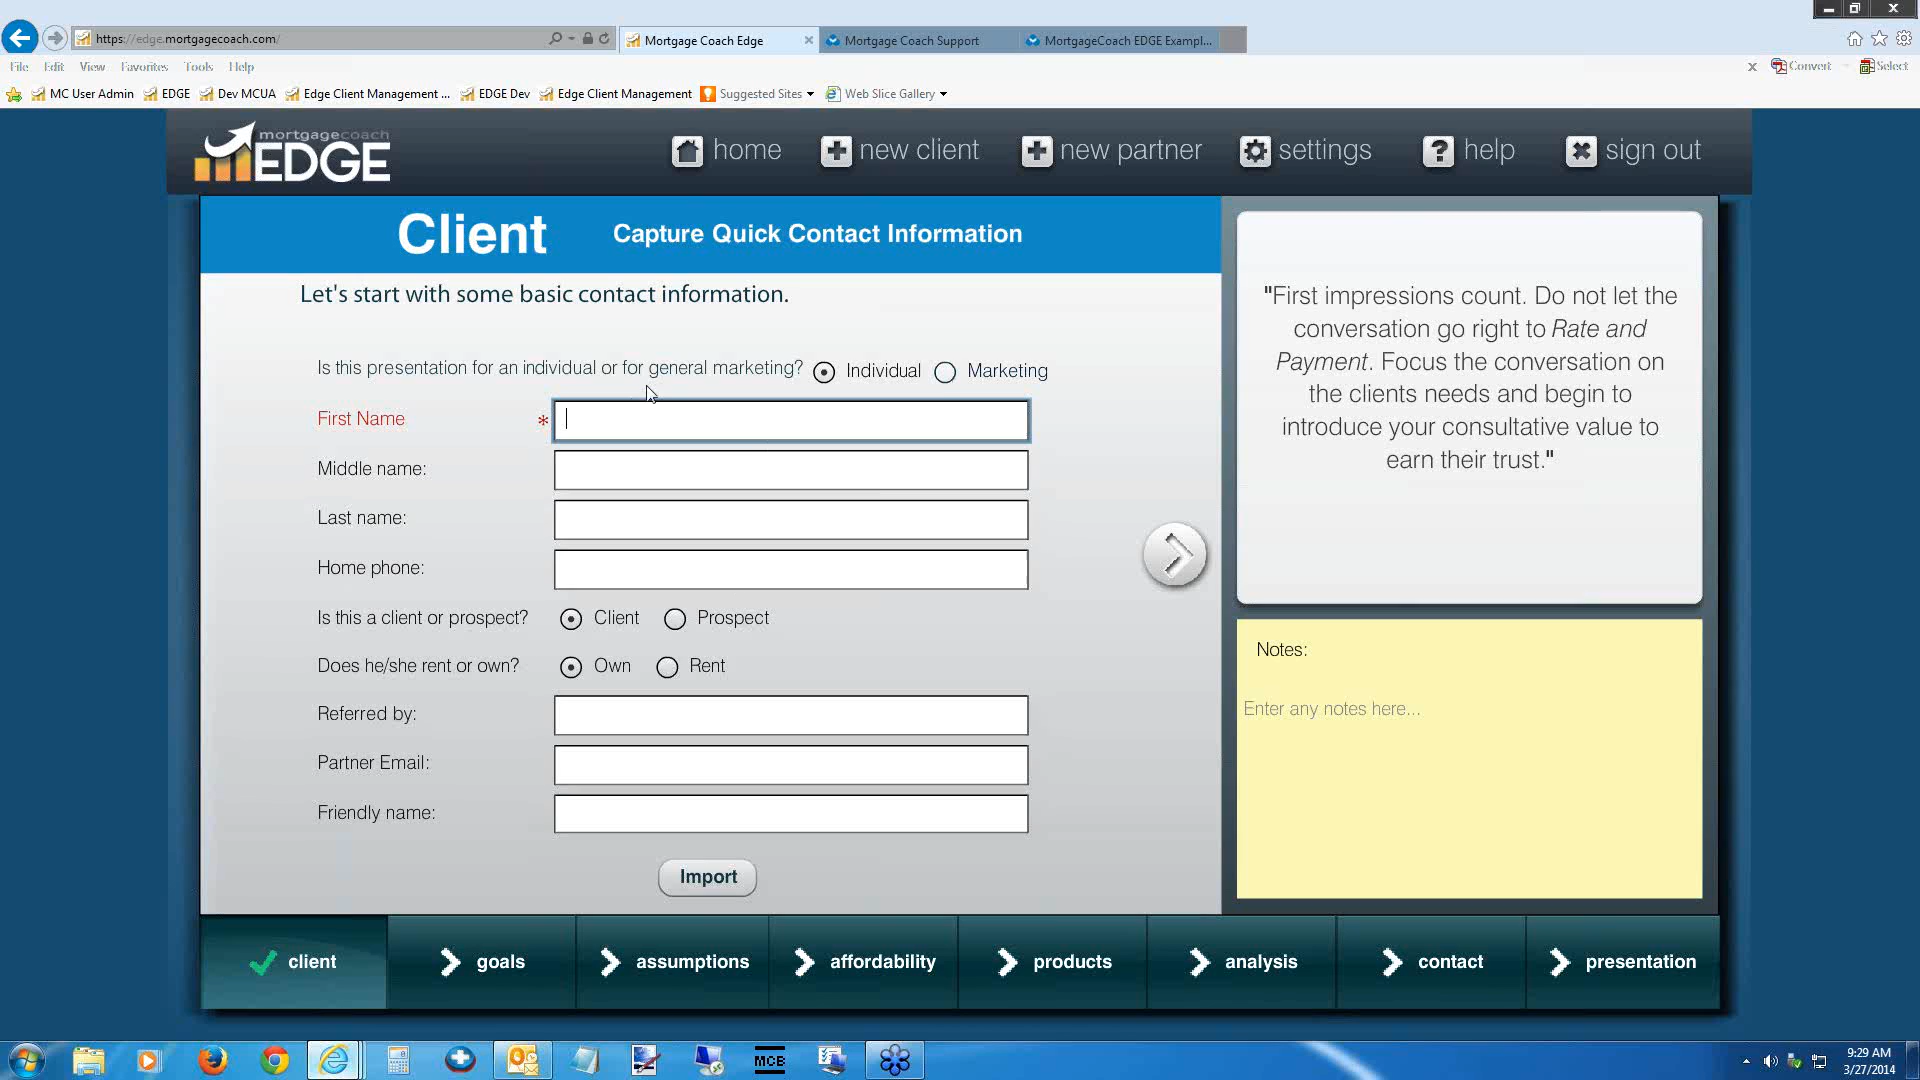 https://edge.mortgagecoach.com/
Mortgage Coach Edge
Mortgage Coach Support
MortgageCoach EDGE Exampl...
File Edit View Favorites Tools Help
x Convert Select
MC User Admin EDGE Dev MCUA Edge Client Management ... EDGE Dev Edge Client Management Suggested Sites Web Slice Gallery
mortgagecoach
EDGE
home
new client
new partner
settings
help
sign out
Client Capture Quick Contact Information
Let's start with some basic contact information.
Is this presentation for an individual or for general marketing? Individual Marketing
First Name *
Middle name:
Last name:
Home phone:
Is this a client or prospect? Client Prospect
Does he/she rent or own? Own Rent
Referred by:
Partner Email:
Friendly name:
Import
"First impressions count. Do not let the
conversation go right to Rate and
Payment. Focus the conversation on
the clients needs and begin to
introduce your consultative value to
earn their trust."
Notes:
Enter any notes here...
client
goals
assumptions
affordability
products
analysis
contact
presentation
MCB
9:29 AM
3/27/2014